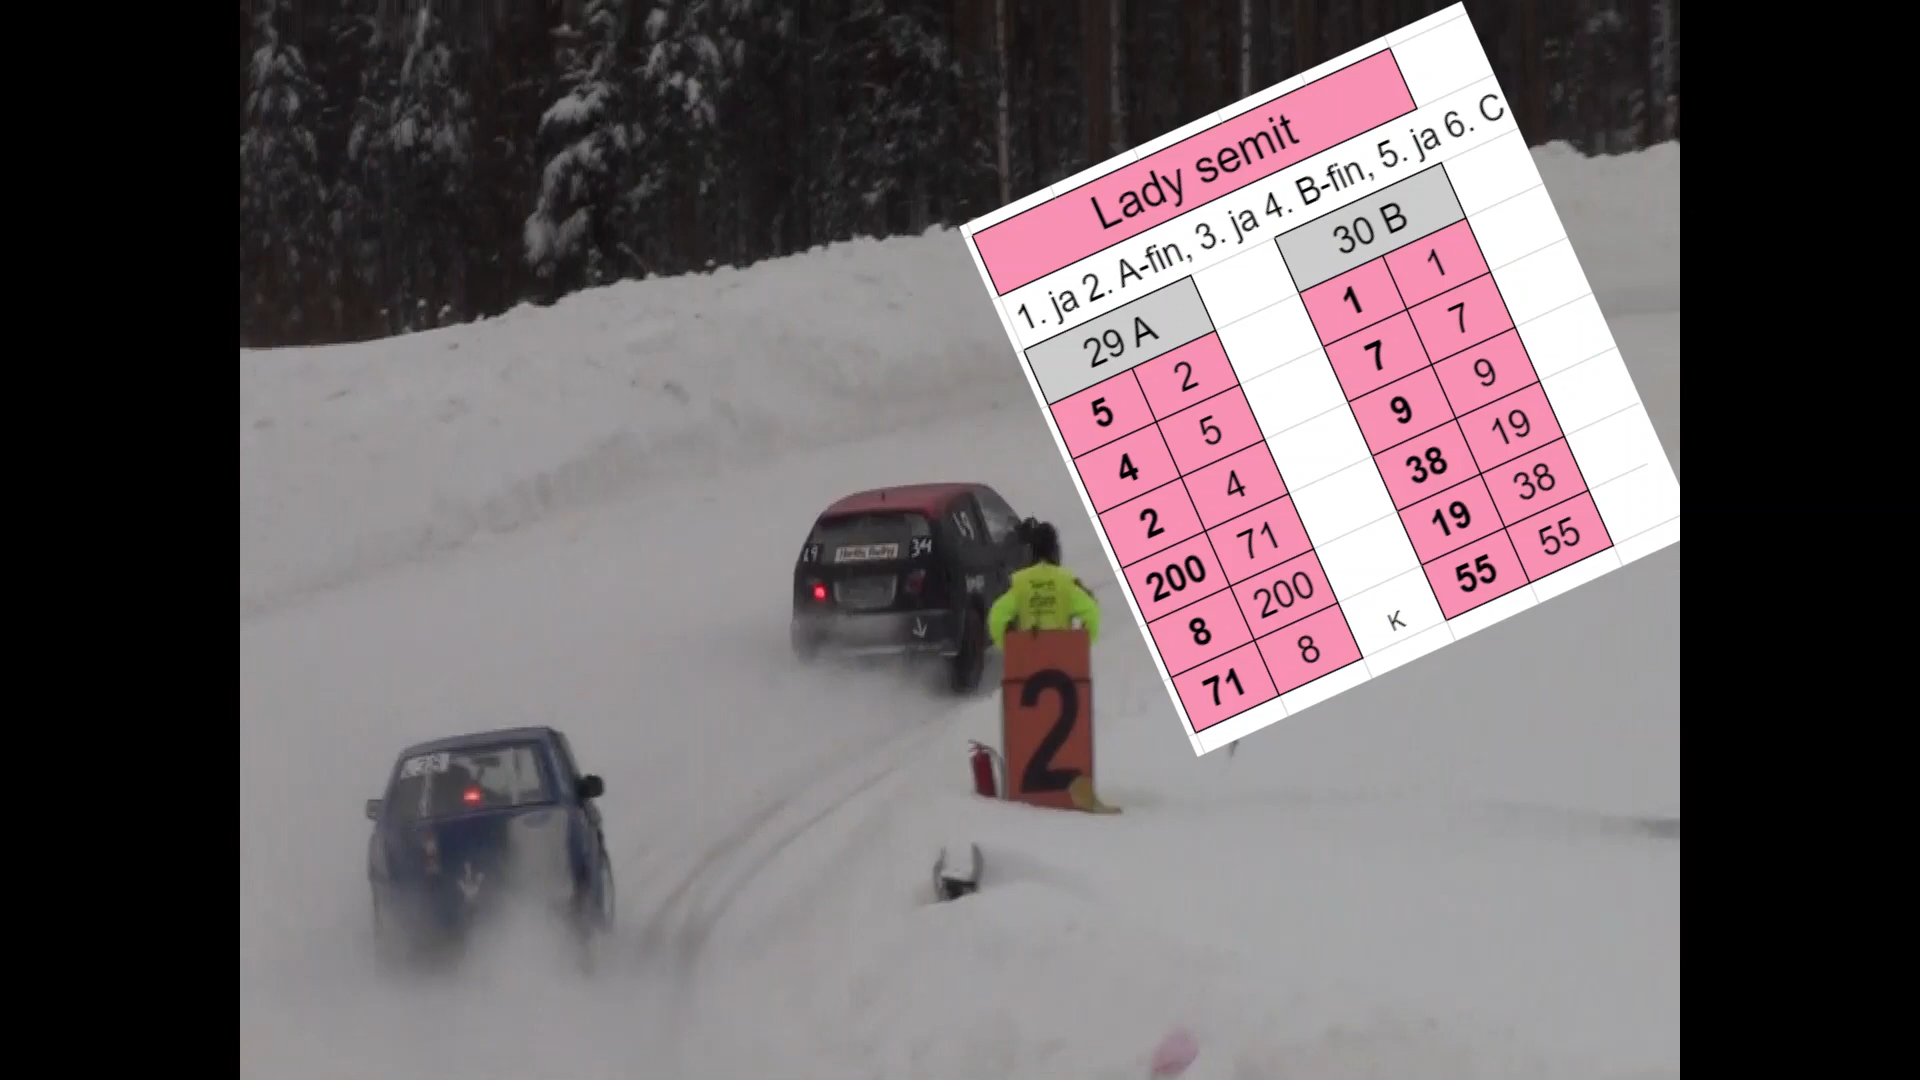 Lady semit
1. ja 2. A-fin, 3. ja 4. B-fin, 5. ja 6. C
29 A 30 B
5 2 1 1
4 5 7 7
2 4 9 9
200 71 38 19
8 200 19 38
71 8 K 55 55
19 34
2